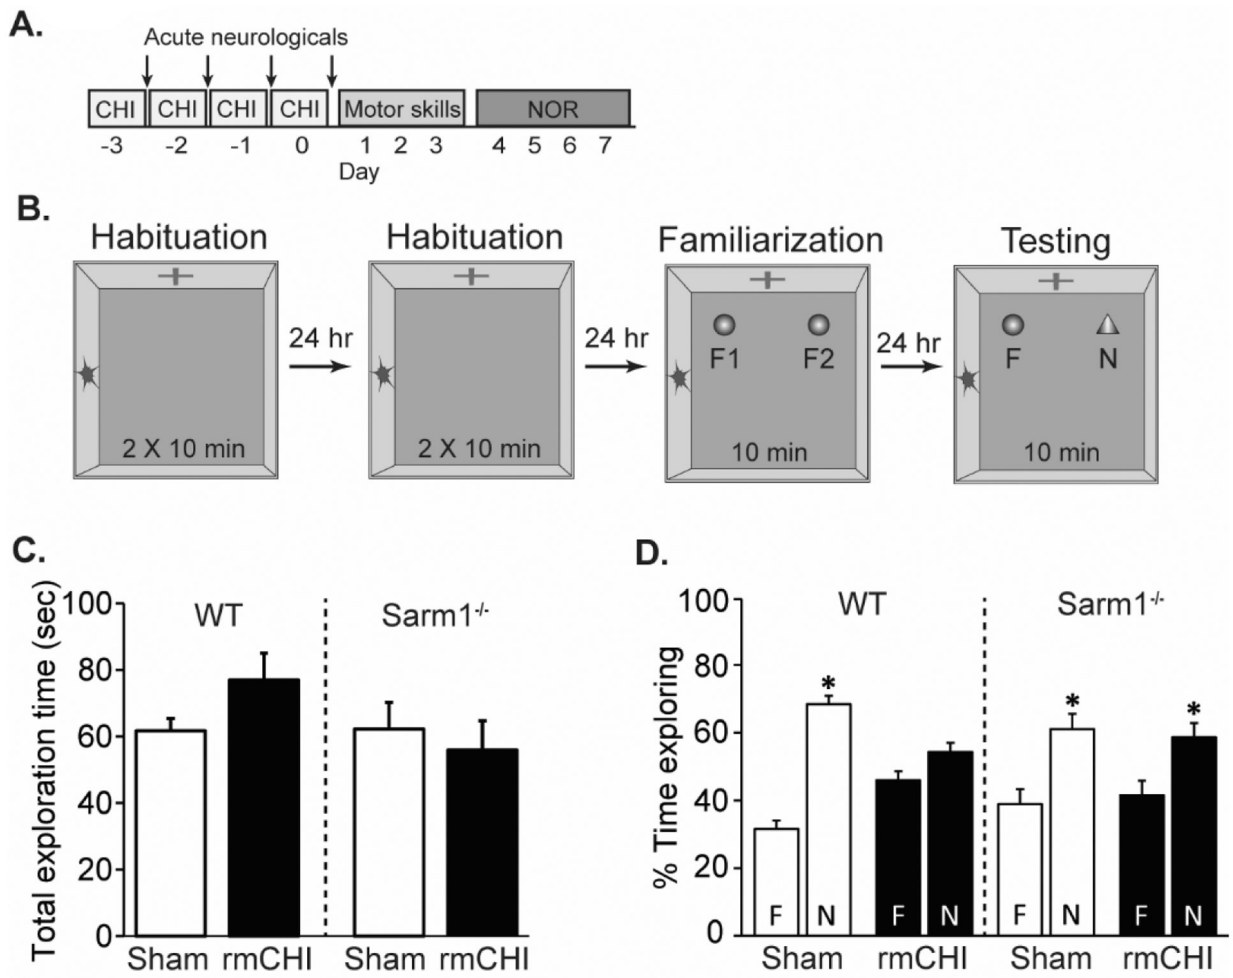 A.
Acute neurologicals
CHI CHI CHI CHI Motor skills NOR
-3 -2 -1 0 1 2 3 4 5 6 7
Day
B.
Habituation Habituation Familiarization Testing
24 hr 24 hr 24 hr
F1 F2 F N
2 X 10 min 2 X 10 min 10 min 10 min
C.
Total exploration time (sec)
100
80
60
40
20
0
WT Sarm1-/-
Sham rmCHI Sham rmCHI
D.
% Time exploring
100
80
60
40
20
0
WT Sarm1-/-
* * *
F N F N F N F N
Sham rmCHI Sham rmCHI